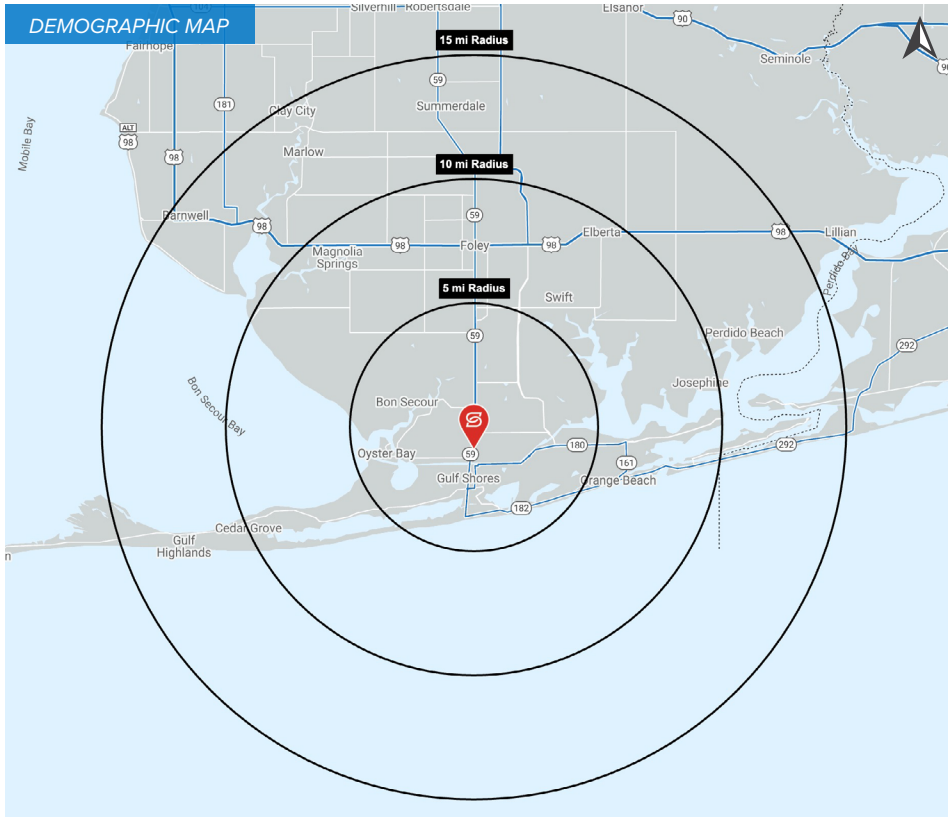 DEMOGRAPHIC MAP
Silverhill
Robertsdale
Elsanor
90
Fairhope
15 mi Radius
Seminole
59
90
181
Clay City
Summerdale
ALT
98
Mobile Bay
98
Marlow
10 mi Radius
Barnwell
59
98
98
Foley
98
Elberta
98
Lillian
Magnolia
Springs
Perdido Bay
5 mi Radius
Swift
59
Perdido Beach
292
Josephine
Bon Secour Bay
Bon Secour
Oyster Bay
59
180
292
161
Gulf Shores
Orange Beach
182
Cedar Grove
Gulf
Highlands
n